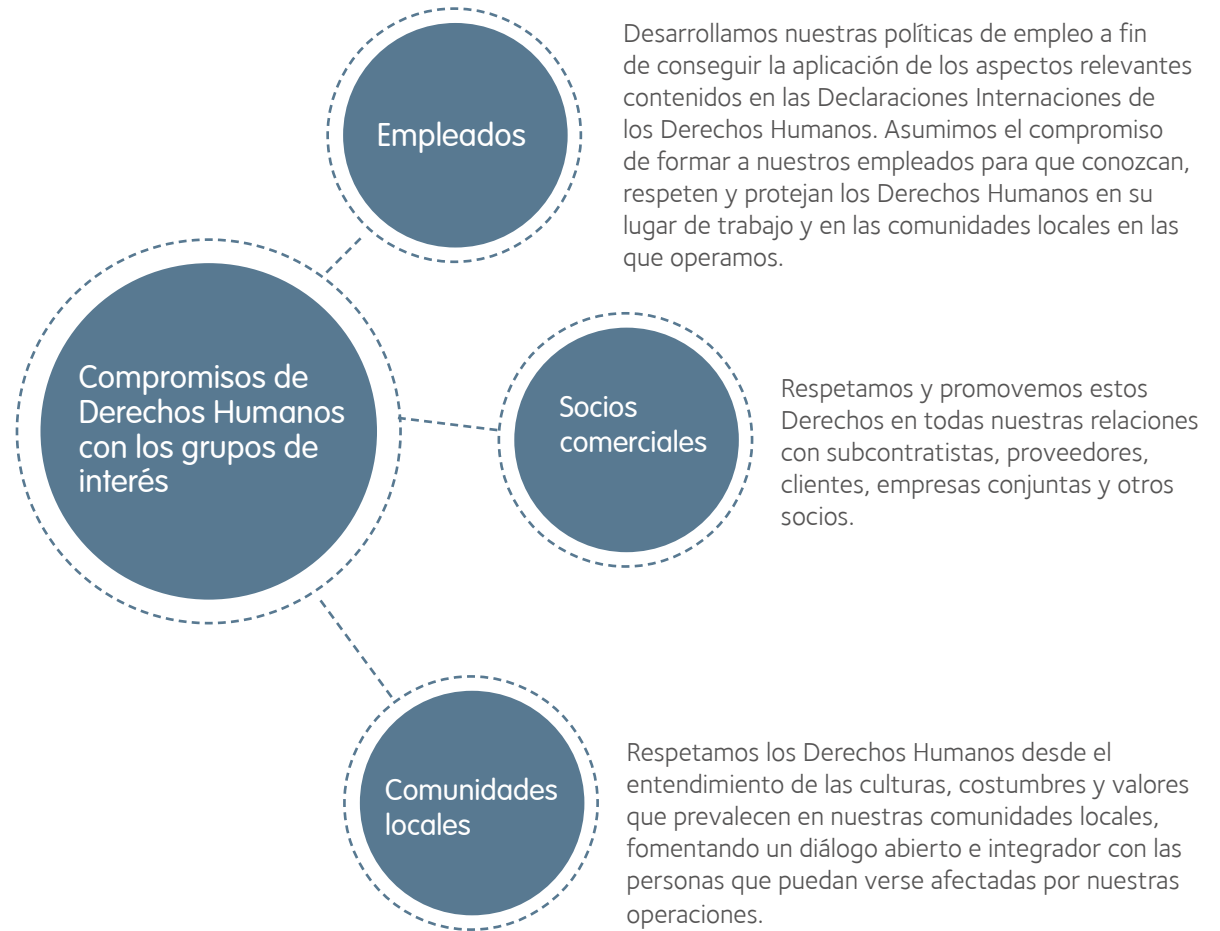 Compromisos de
Derechos Humanos
con los grupos de
interés
Empleados
Desarrollamos nuestras políticas de empleo a fin
de conseguir la aplicación de los aspectos relevantes
contenidos en las Declaraciones Internaciones de
los Derechos Humanos. Asumimos el compromiso
de formar a nuestros empleados para que conozcan,
respeten y protejan los Derechos Humanos en su
lugar de trabajo y en las comunidades locales en las
que operamos.
Socios
comerciales
Respetamos y promovemos estos
Derechos en todas nuestras relaciones
con subcontratistas, proveedores,
clientes, empresas conjuntas y otros
socios.
Comunidades
locales
Respetamos los Derechos Humanos desde el
entendimiento de las culturas, costumbres y valores
que prevalecen en nuestras comunidades locales,
fomentando un diálogo abierto e integrador con las
personas que puedan verse afectadas por nuestras
operaciones.